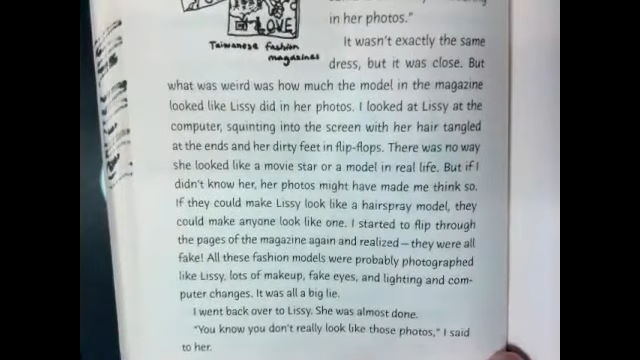 LOVE
Taiwanese fashion
magazines
in her photos."
It wasn't exactly the same
dress, but it was close. But
what was weird was how much the model in the magazine
looked like Lissy did in her photos. I looked at Lissy at the
computer, squinting into the screen with her hair tangled
at the ends and her dirty feet in flip-flops. There was no way
she looked like a movie star or a model in real life. But if I
didn't know her, her photos might have made me think so.
If they could make Lissy look like a hairspray model, they
could make anyone look like one. I started to flip through
the pages of the magazine again and realized—they were all
fake! All these fashion models were probably photographed
like Lissy, lots of makeup, fake eyes, and lighting and com-
puter changes. It was all a big lie.
I went back over to Lissy. She was almost done.
"You know you don't really look like those photos," I said
to her.